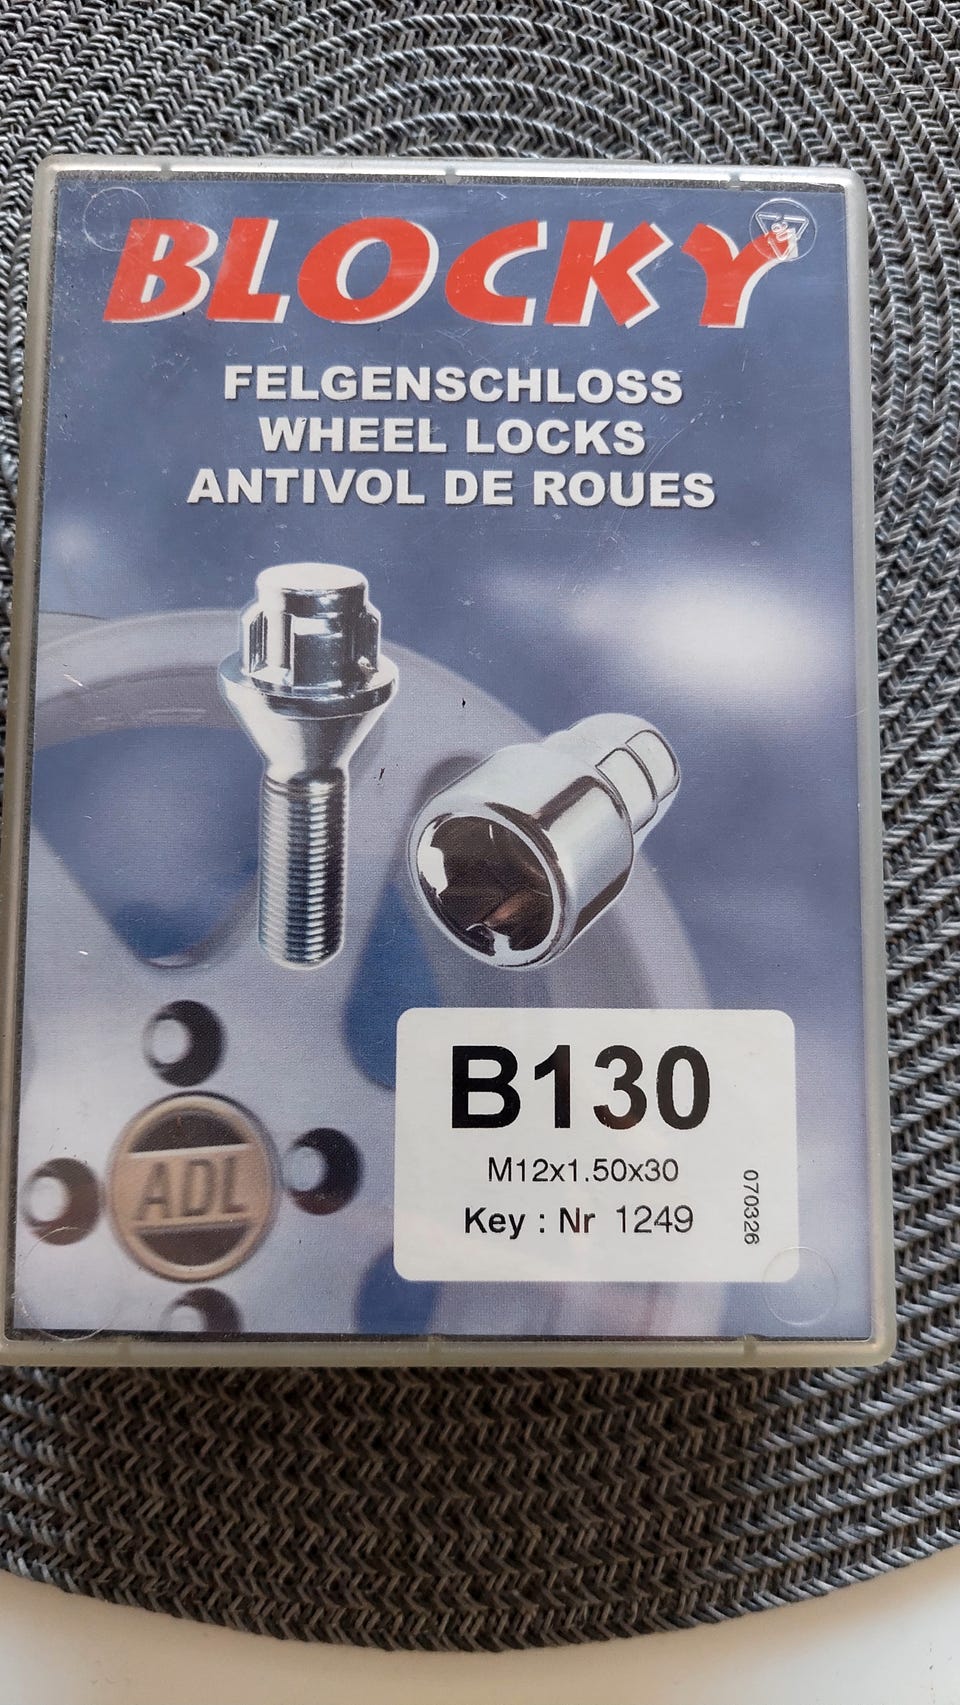 BLOCKY
FELGENSCHLOSS
WHEEL LOCKS
ANTIVOL DE ROUES
ADL
B130
M12x1.50x30
Key : Nr 1249
070326